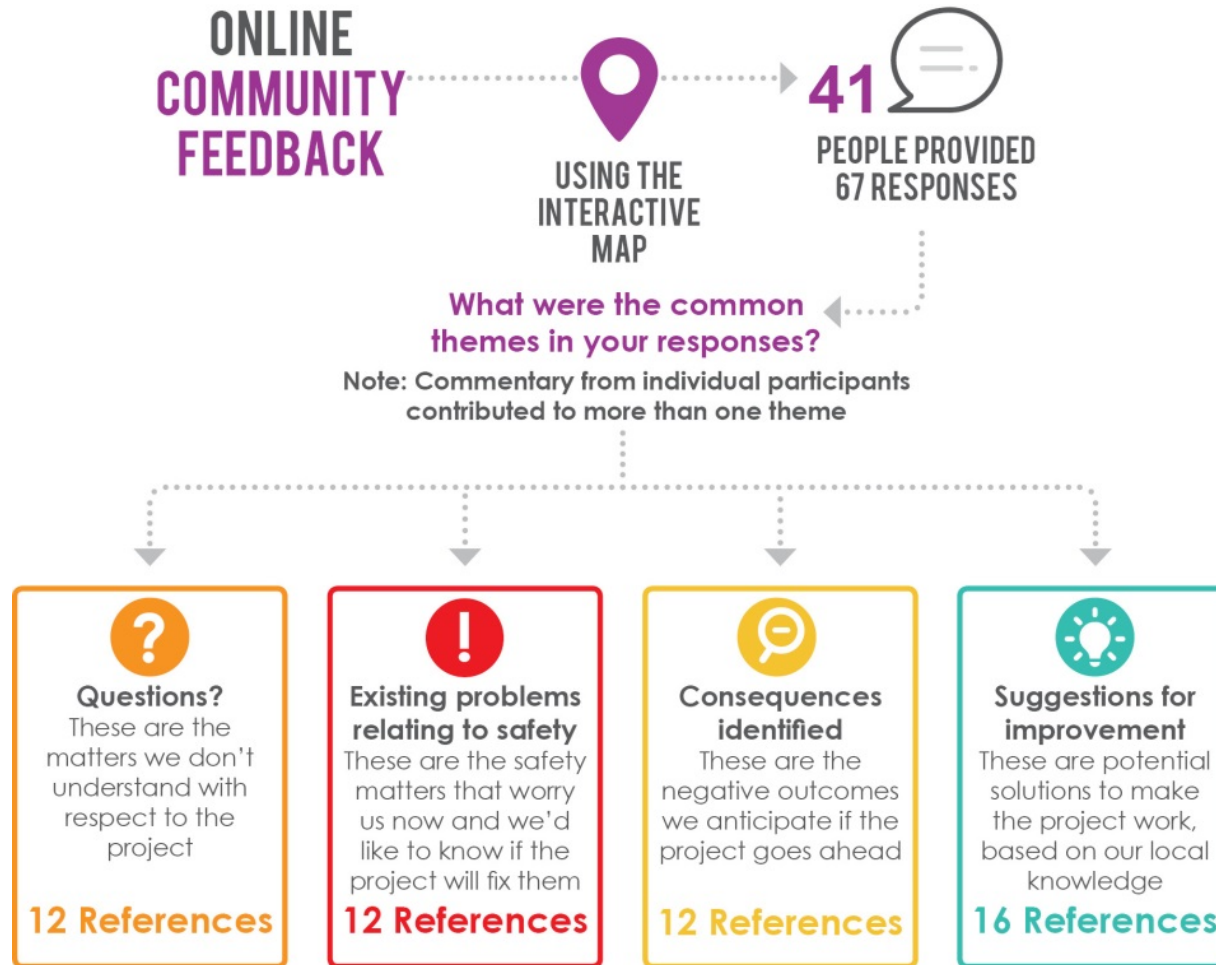 ONLINE
COMMUNITY
FEEDBACK
USING THE
INTERACTIVE
MAP
41
PEOPLE PROVIDED
67 RESPONSES
What were the common
themes in your responses?
Note: Commentary from individual participants
contributed to more than one theme
?
Questions?
These are the
matters we don't
understand with
respect to the
project
12 References
!
Existing problems
relating to safety
These are the safety
matters that worry
us now and we'd
like to know if the
project will fix them
12 References
Consequences
identified
These are the
negative outcomes
we anticipate if the
project goes ahead
12 References
Suggestions for
improvement
These are potential
solutions to make
the project work,
based on our local
knowledge
16 References